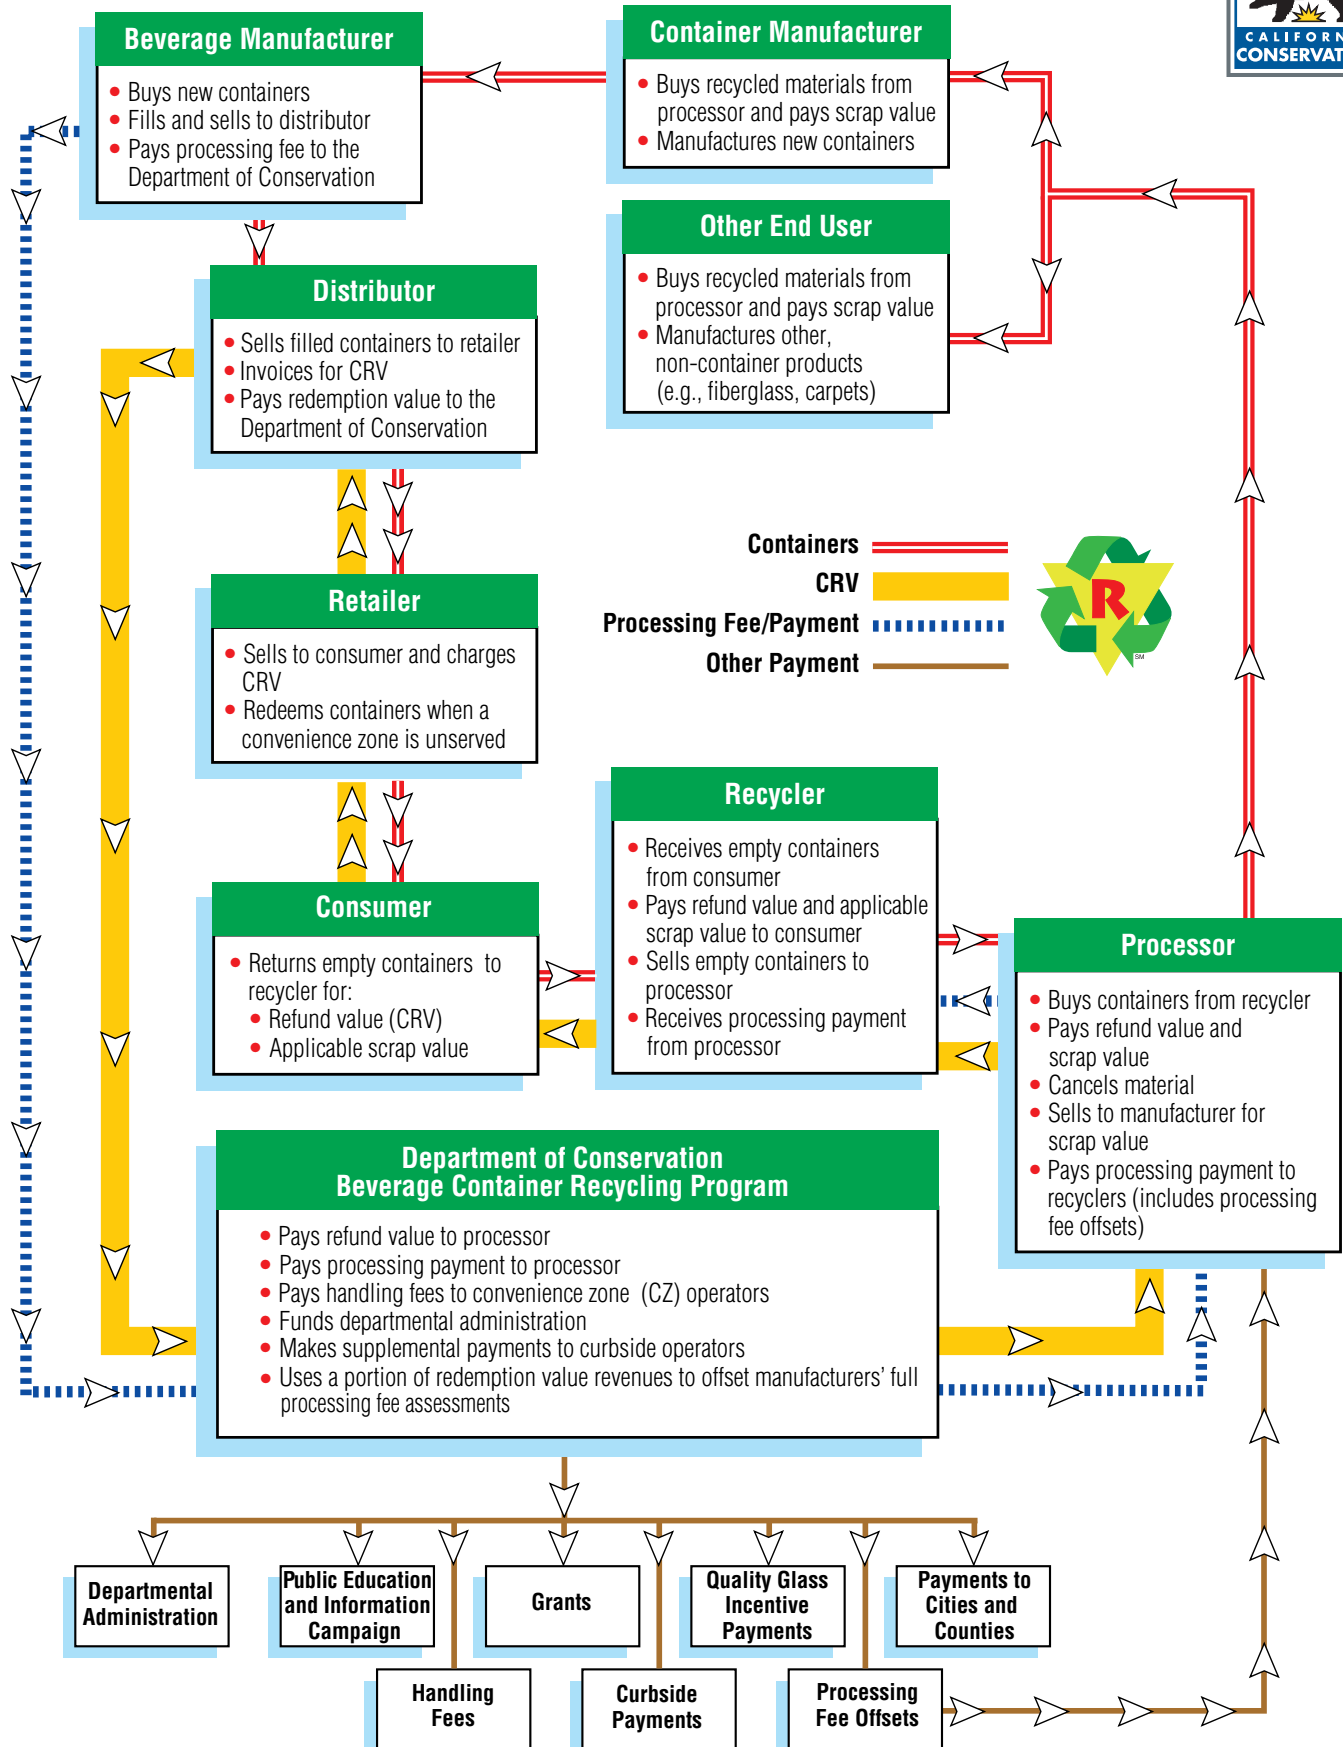 Beverage Manufacturer
• Buys new containers
• Fills and sells to distributor
• Pays processing fee to the
Department of Conservation
Container Manufacturer
• Buys recycled materials from
processor and pays scrap value
• Manufactures new containers
CONSERVAT
Other End User
• Buys recycled materials from
processor and pays scrap value
• Manufactures other,
non-container products
(e.g., fiberglass, carpets)
Distributor
• Sells filled containers to retailer
• Invoices for CRV
• Pays redemption value to the
Department of Conservation
Containers
CRV
Processing Fee/Payment
Other Payment
R
SM
Retailer
• Sells to consumer and charges
CRV
• Redeems containers when a
convenience zone is unserved
Recycler
• Receives empty containers
from consumer
• Pays refund value and applicable
scrap value to consumer
• Sells empty containers to
processor
• Receives processing payment
from processor
Consumer
• Returns empty containers to
recycler for:
• Refund value (CRV)
• Applicable scrap value
Processor
• Buys containers from recycler
• Pays refund value and
scrap value
• Cancels material
• Sells to manufacturer for
scrap value
• Pays processing payment to
recyclers (includes processing
fee offsets)
Department of Conservation
Beverage Container Recycling Program
• Pays refund value to processor
• Pays processing payment to processor
• Pays handling fees to convenience zone (CZ) operators
• Funds departmental administration
• Makes supplemental payments to curbside operators
• Uses a portion of redemption value revenues to offset manufacturers’ full
processing fee assessments
Departmental
Administration
Public Education
and Information
Campaign
Grants
Quality Glass
Incentive
Payments
Payments to
Cities and
Counties
Handling
Fees
Curbside
Payments
Processing
Fee Offsets